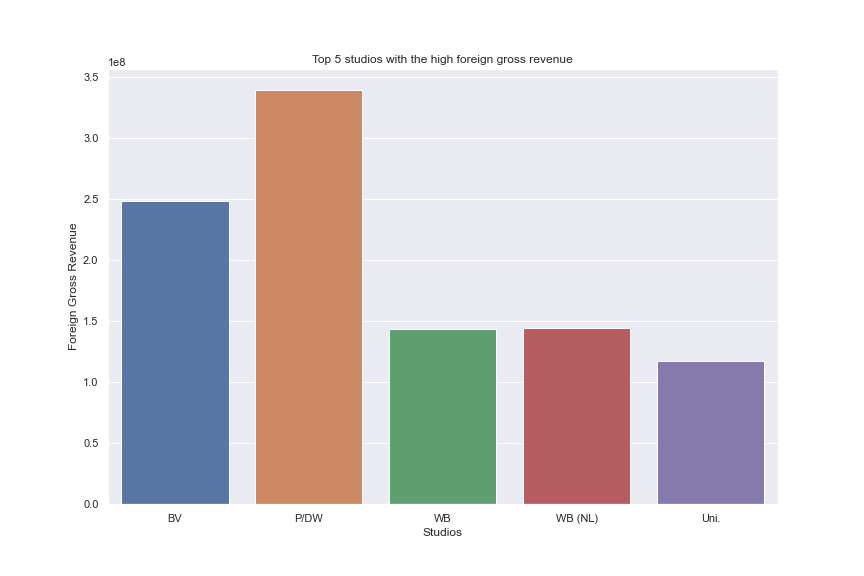 Top 5 studios with the high foreign gross revenue
1e8
3.5
3.0
2.5
2.0
1.5
1.0
0.5
0.0
Foreign Gross Revenue
BV
P/DW
WB
WB (NL)
Uni.
Studios